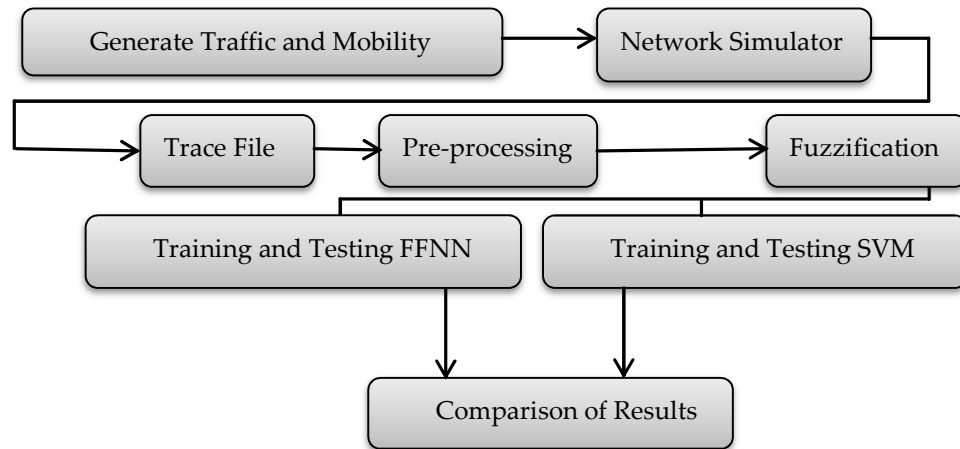 Generate Traffic and Mobility
Network Simulator
Trace File
Pre-processing
Fuzzification
Training and Testing FFNN
Training and Testing SVM
Comparison of Results